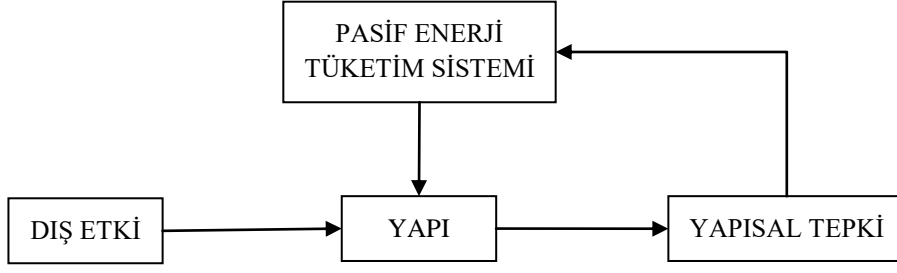 PASİF ENERJİ
TÜKETİM SİSTEMİ
DIŞ ETKİ
YAPI
YAPISAL TEPKİ